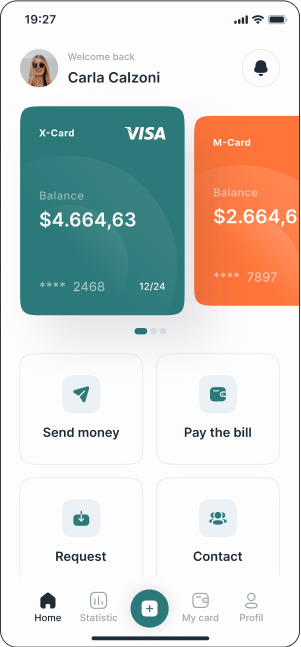 19:27
Welcome back
Carla Calzoni
X-Card
VISA
Balance
$4.664,63
**** 2468
12/24
M-Card
Balance
$2.664,6
**** 7897
Send money
Pay the bill
Request
Contact
Home
Statistic
My card
Profil